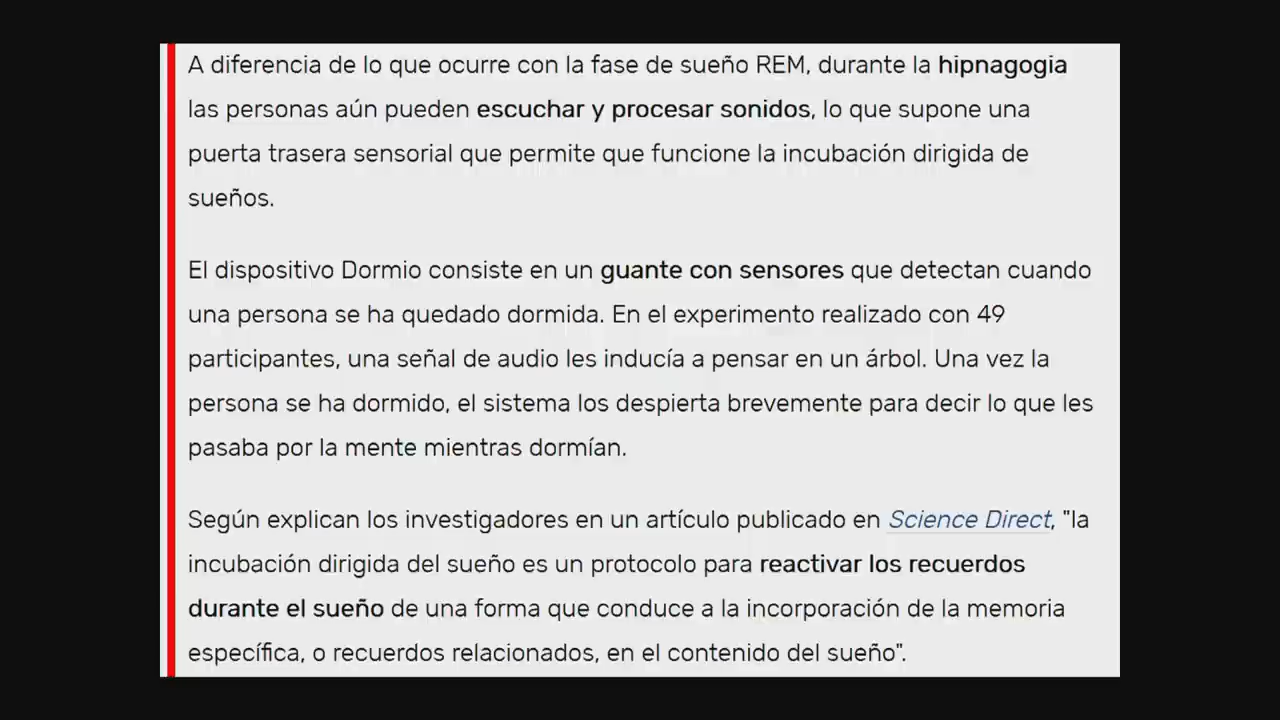 A diferencia de lo que ocurre con la fase de sueño REM, durante la hipnagogia
las personas aún pueden escuchar y procesar sonidos, lo que supone una
puerta trasera sensorial que permite que funcione la incubación dirigida de
sueños.
El dispositivo Dormio consiste en un guante con sensores que detectan cuando
una persona se ha quedado dormida. En el experimento realizado con 49
participantes, una señal de audio les inducía a pensar en un árbol. Una vez la
persona se ha dormido, el sistema los despierta brevemente para decir lo que les
pasaba por la mente mientras dormían.
Según explican los investigadores en un artículo publicado en Science Direct, "la
incubación dirigida del sueño es un protocolo para reactivar los recuerdos
durante el sueño de una forma que conduce a la incorporación de la memoria
específica, o recuerdos relacionados, en el contenido del sueño".